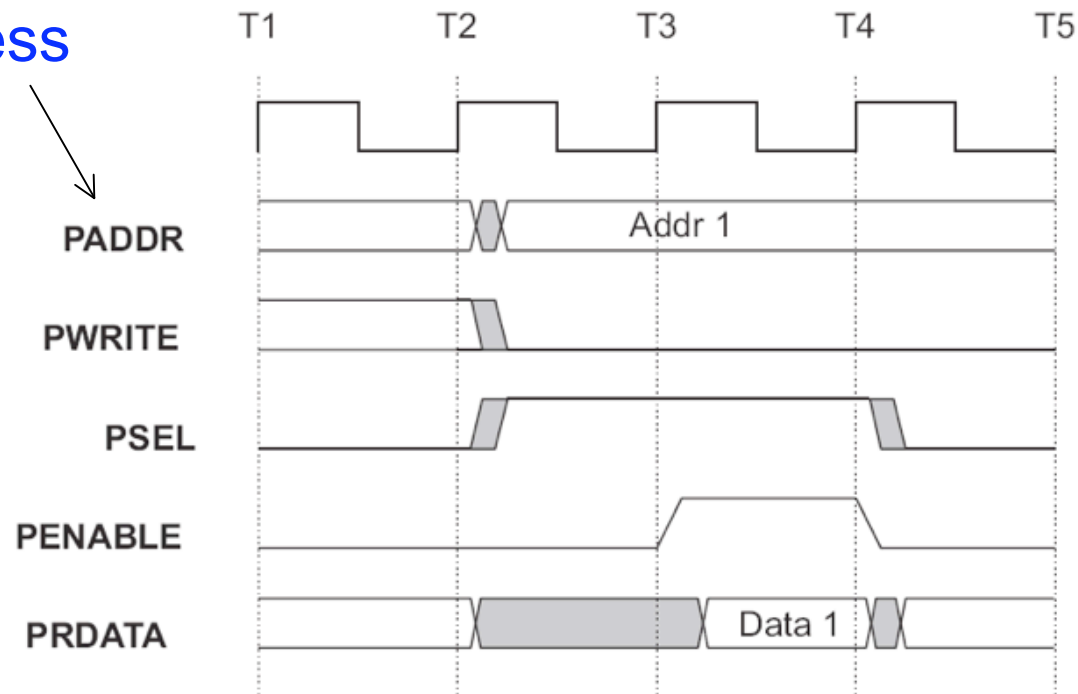 T1 T2 T3 T4 T5
ess
PADDR Addr 1
PWRITE
PSEL
PENABLE
PRDATA Data 1